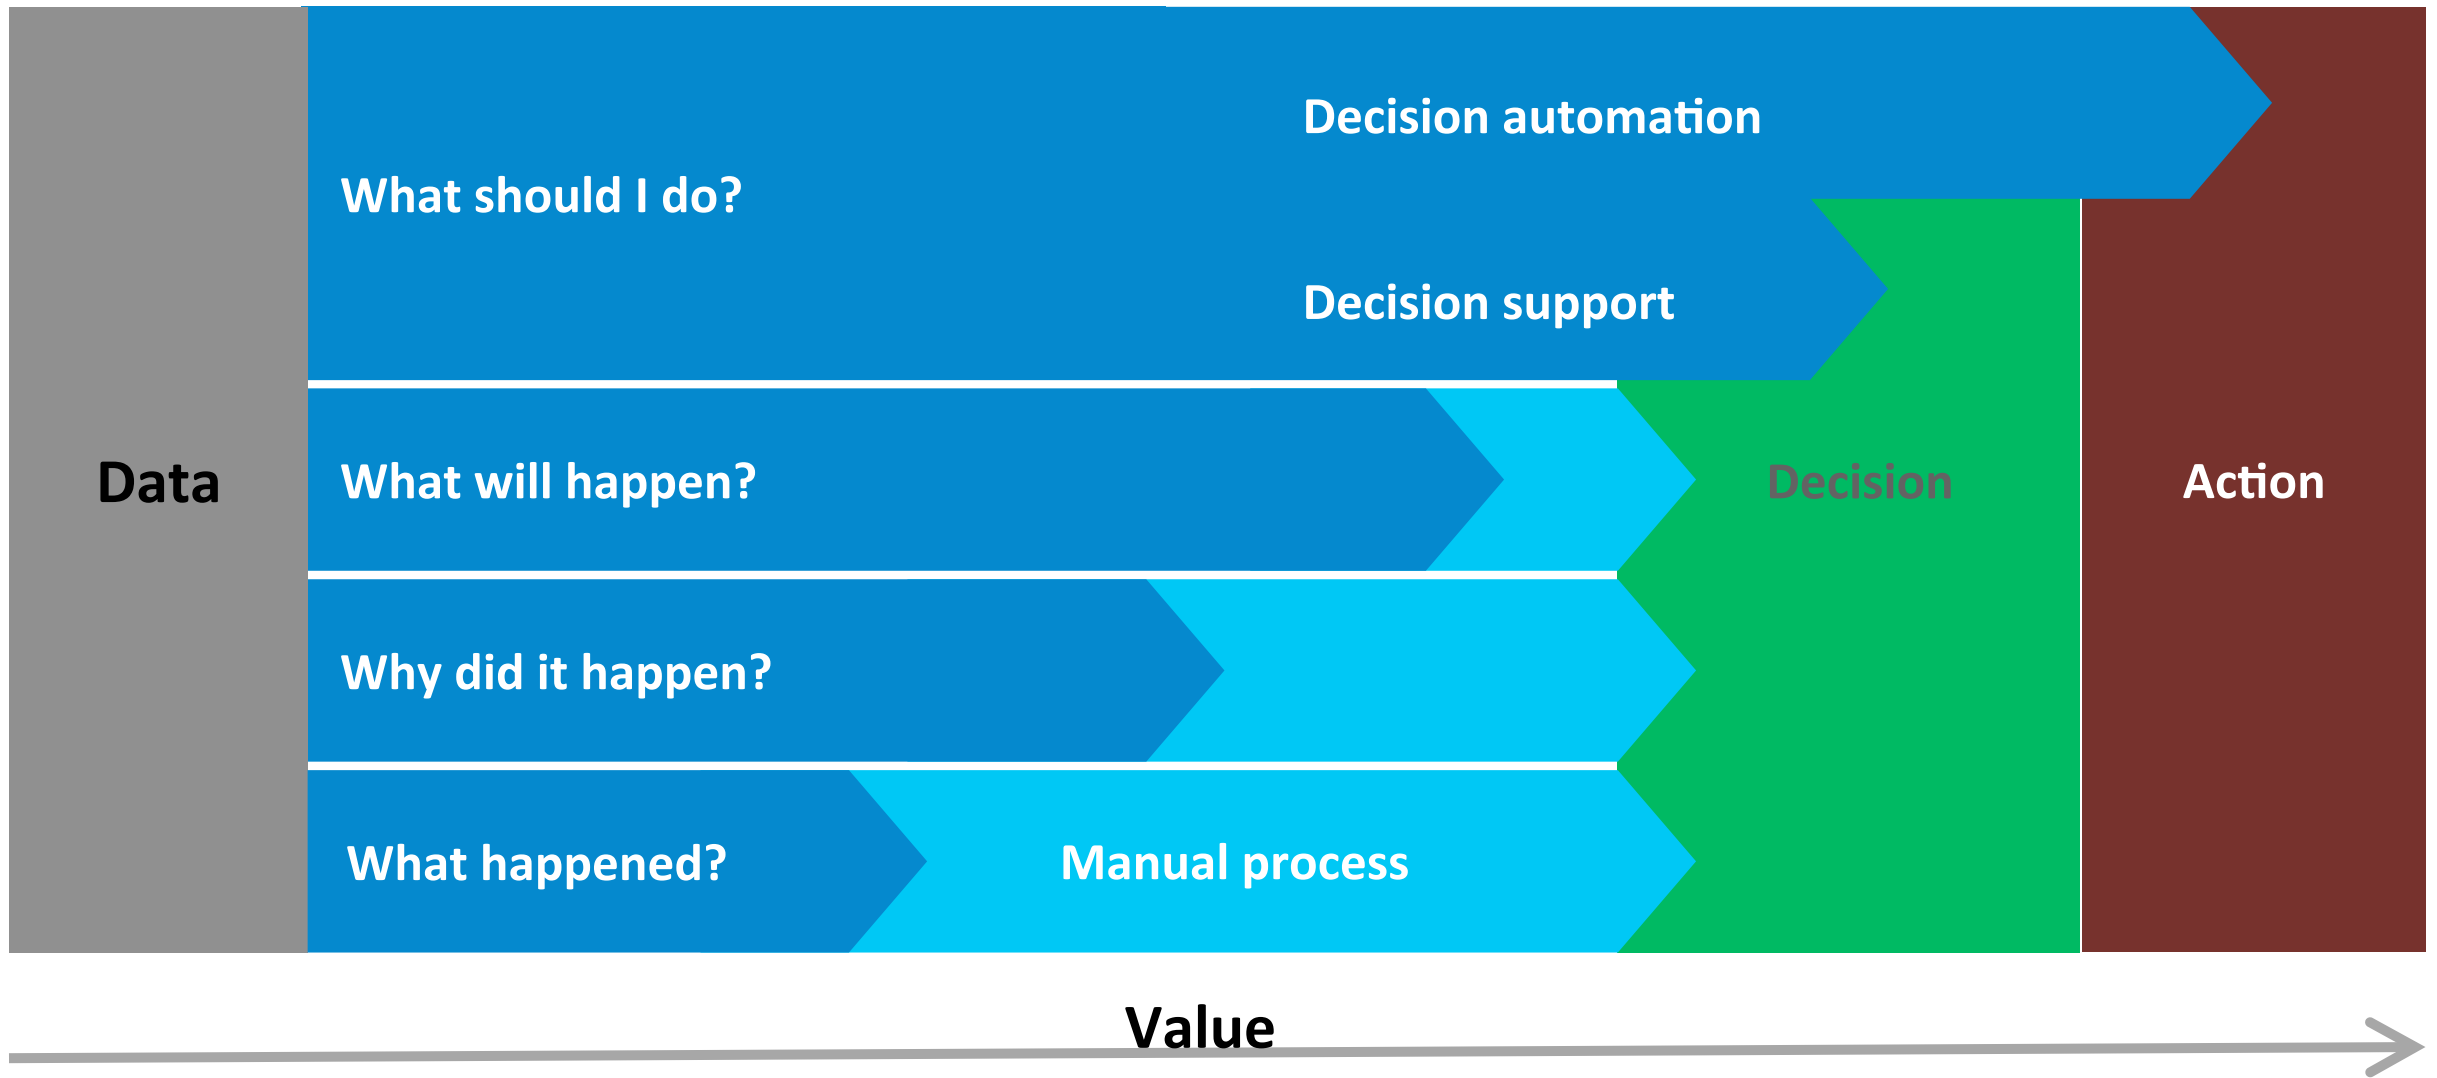 Decision automation
What should I do?
Decision support
Data
What will happen?
Decision
Action
Why did it happen?
What happened?
Manual process
Value